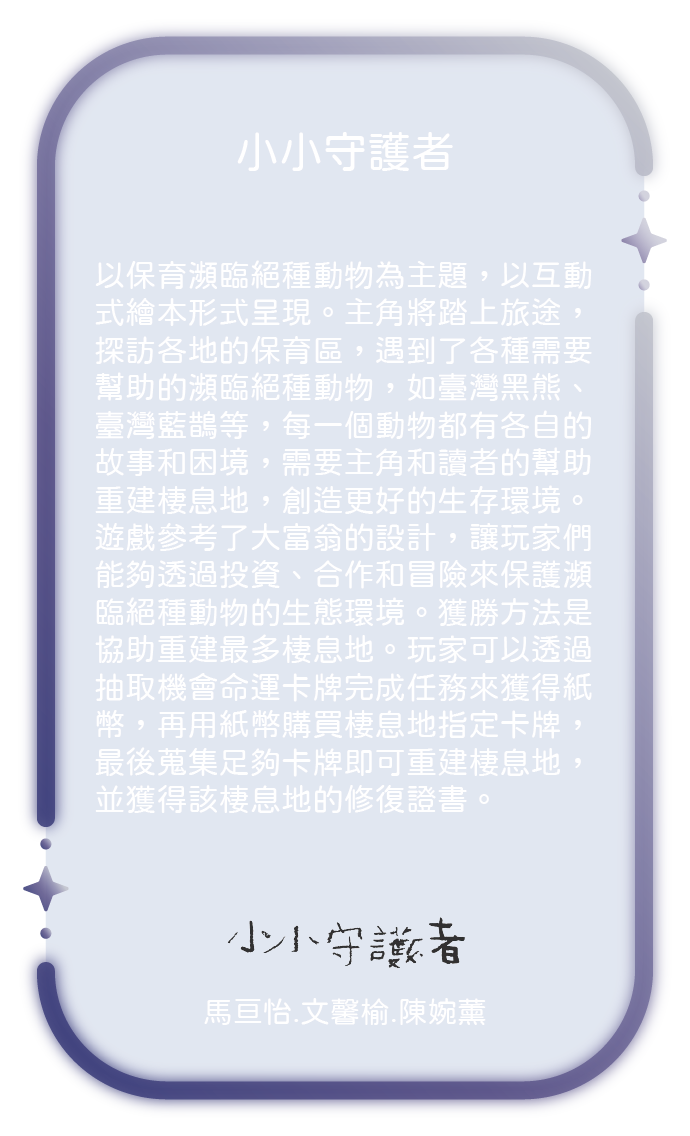 小小守護者
以保育瀕臨絕種動物為主題，以互動
式繪本形式呈現。主角將踏上旅途，
探訪各地的保育區，遇到了各種需要
幫助的瀕臨絕種動物，如臺灣黑熊、
臺灣藍鵲等，每一個動物都有各自的
故事和困境，需要主角和讀者的幫助
重建棲息地，創造更好的生存環境。
遊戲參考了大富翁的設計，讓玩家們
能夠透過投資、合作和冒險來保護瀕
臨絕種動物的生態環境。獲勝方法是
協助重建最多棲息地。玩家可以透過
抽取機會命運卡牌完成任務來獲得紙
幣，再用紙幣購買棲息地指定卡牌，
最後蒐集足夠卡牌即可重建棲息地，
並獲得該棲息地的修復證書。
小小守護者
馬亘怡.文馨榆.陳婉薰